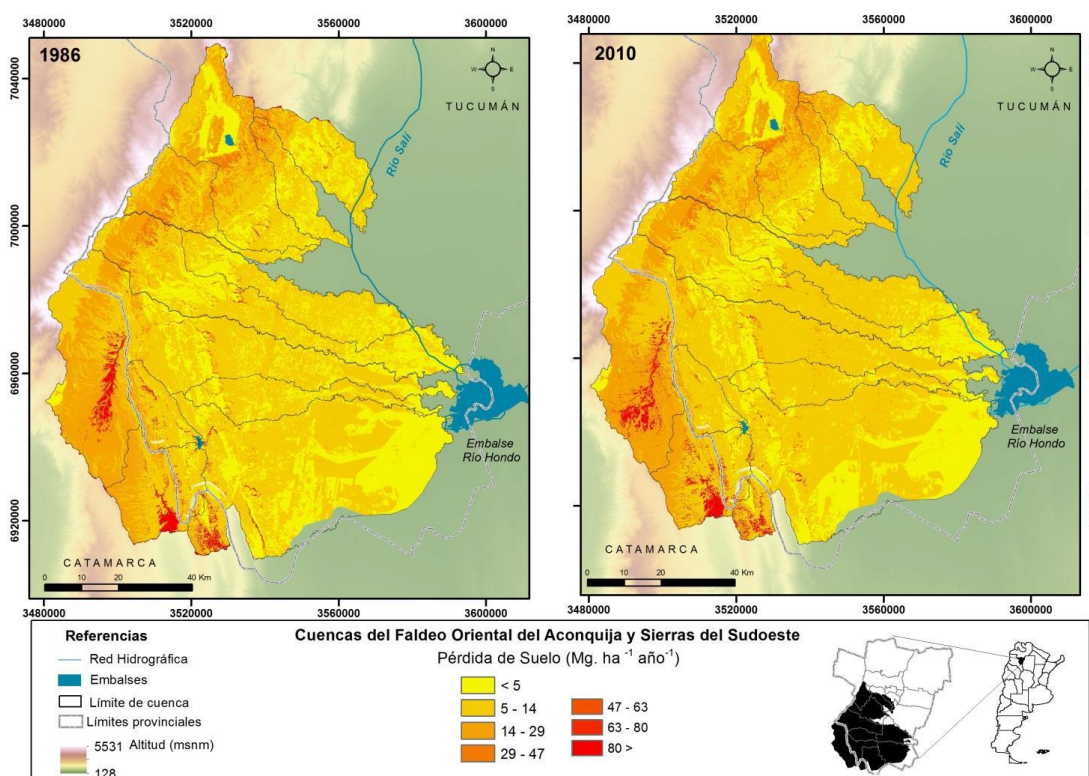 3480000 3520000 3560000 3600000
3480000 3520000 3560000 3600000
1986
N
W E
S
TUCUMÁN
Río Salí
7040000
7000000
6960000
6920000
Embalse
Río Hondo
CATAMARCA
0 10 20 40 Km
3480000 3520000 3560000 3600000
2010
N
W E
S
TUCUMÁN
Río Salí
Embalse
Río Hondo
CATAMARCA
0 10 20 40 Km
3480000 3520000 3560000 3600000
Referencias
Red Hidrográfica
Embalses
Límite de cuenca
Límites provinciales
5531 Altitud (msnm)
128
Cuencas del Faldeo Oriental del Aconquija y Sierras del Sudoeste
Pérdida de Suelo (Mg. ha -1 año-1)
< 5
5 - 14
14 - 29
29 - 47
47 - 63
63 - 80
80 >